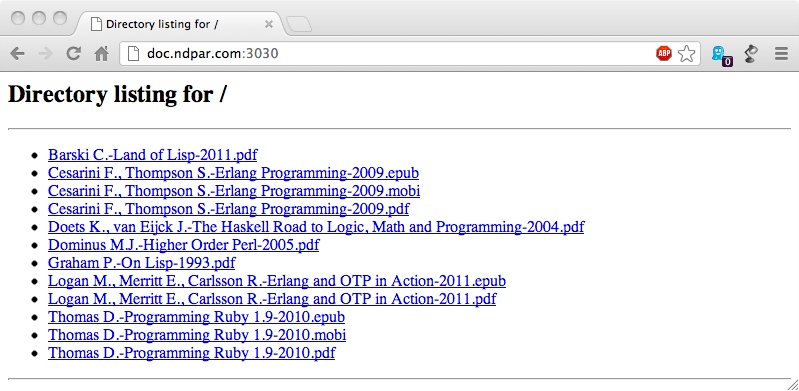 Directory listing for /
doc.ndpar.com:3030
ABP
0
Directory listing for /
Barski C.-Land of Lisp-2011.pdf
Cesarini F., Thompson S.-Erlang Programming-2009.epub
Cesarini F., Thompson S.-Erlang Programming-2009.mobi
Cesarini F., Thompson S.-Erlang Programming-2009.pdf
Doets K., van Eijck J.-The Haskell Road to Logic, Math and Programming-2004.pdf
Dominus M.J.-Higher Order Perl-2005.pdf
Graham P.-On Lisp-1993.pdf
Logan M., Merritt E., Carlsson R.-Erlang and OTP in Action-2011.epub
Logan M., Merritt E., Carlsson R.-Erlang and OTP in Action-2011.pdf
Thomas D.-Programming Ruby 1.9-2010.epub
Thomas D.-Programming Ruby 1.9-2010.mobi
Thomas D.-Programming Ruby 1.9-2010.pdf